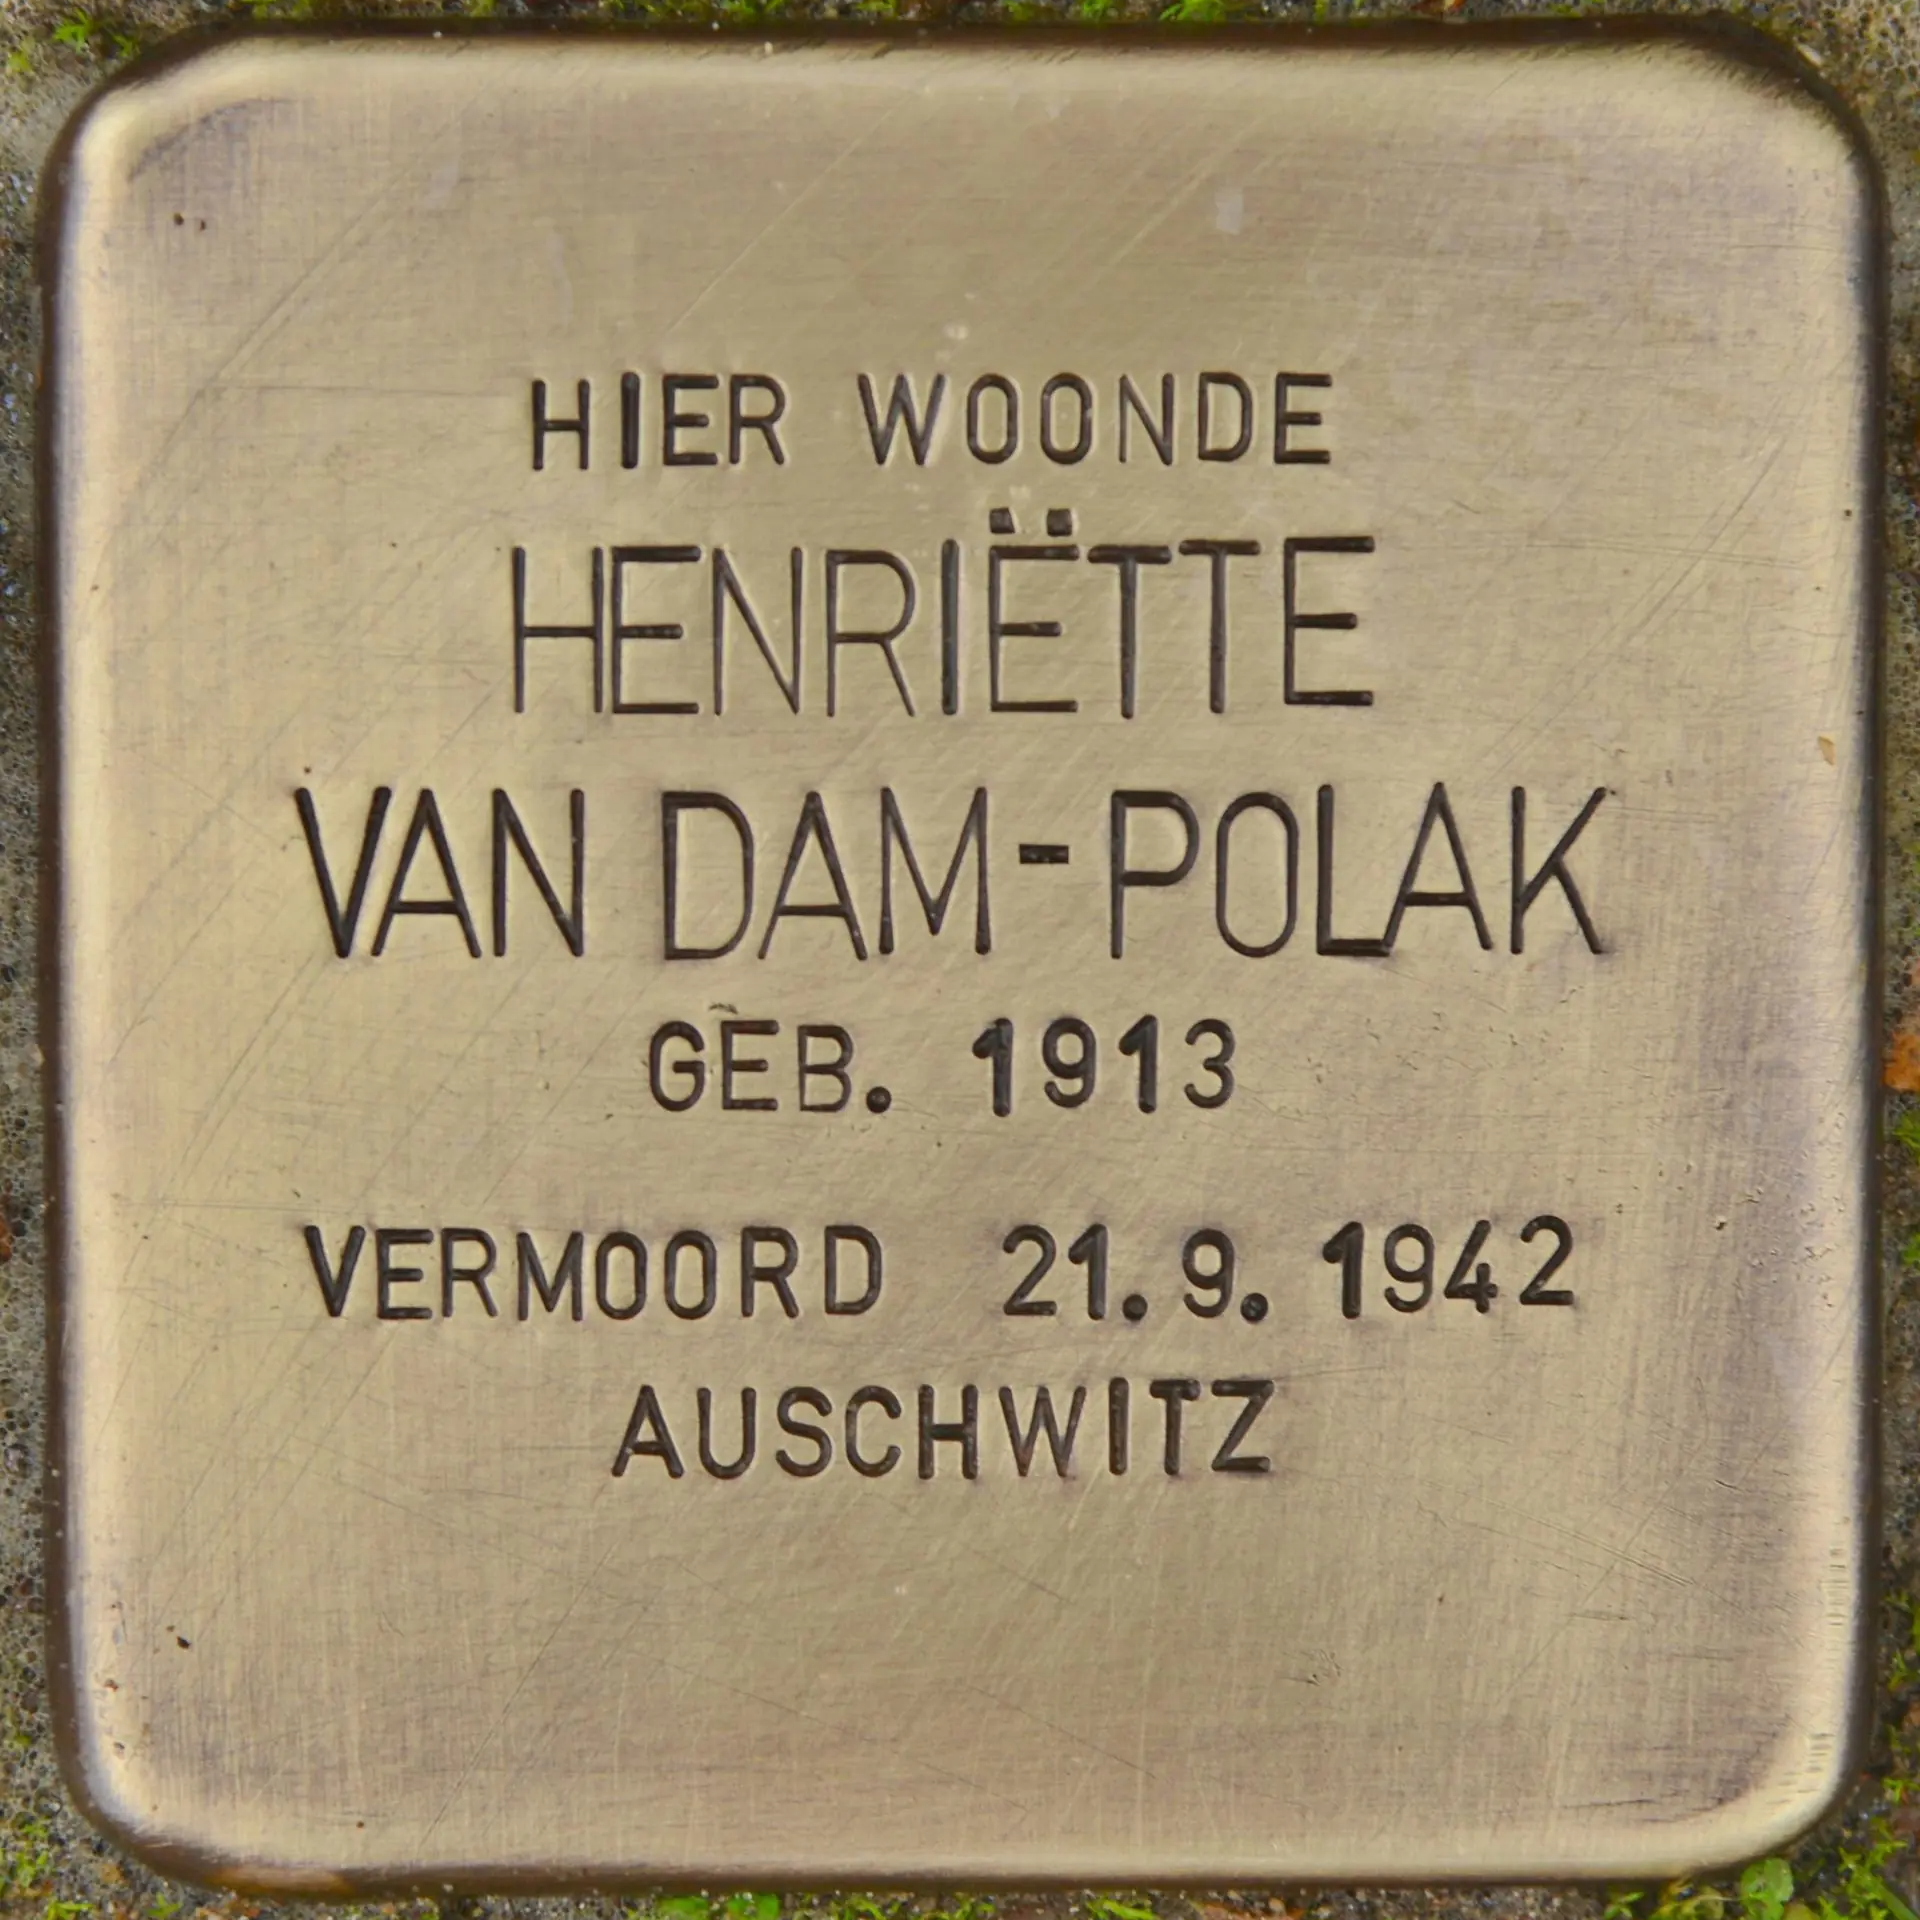 HIER WOONDE
HENRIËTTE
VAN DAM-POLAK
GEB. 1913
VERMOORD 21.9.1942
AUSCHWITZ